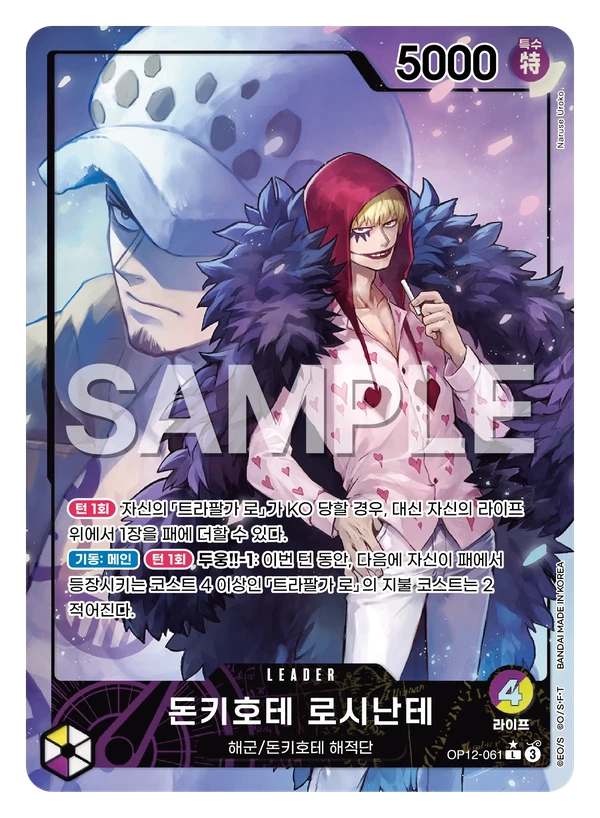 5000
특수
特
Naruse Uroko
SAMPLE
턴 1회 자신의 「트라팔가 로」가 KO 당할 경우, 대신 자신의 라이프
위에서 1장을 패에 더할 수 있다.
기동: 메인 턴 1회 두웅!!-1: 이번 턴 동안, 다음에 자신이 패에서
등장시키는 코스트 4 이상인 「트라팔가 로」의 지불 코스트는 2
적어진다.
LEADER
돈키호테 로시난테
4
라이프
해군/돈키호테 해적단
OP12-061 L 3
©EO/S ©O/S·F·T BANDAI MADE IN KOREA